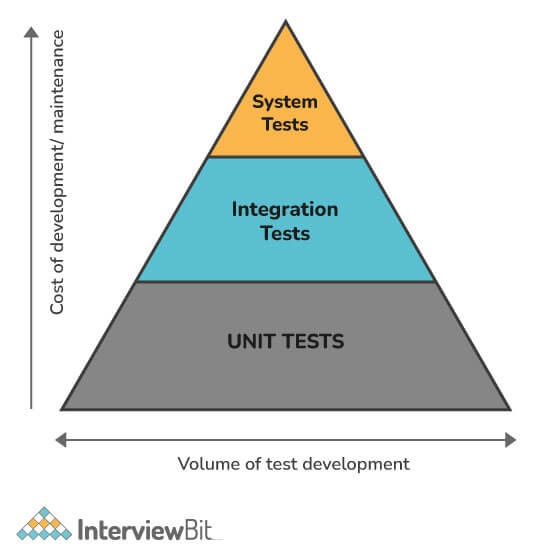 System
Tests
Integration
Tests
UNIT TESTS
Cost of development/ maintenance
Volume of test development
InterviewBit